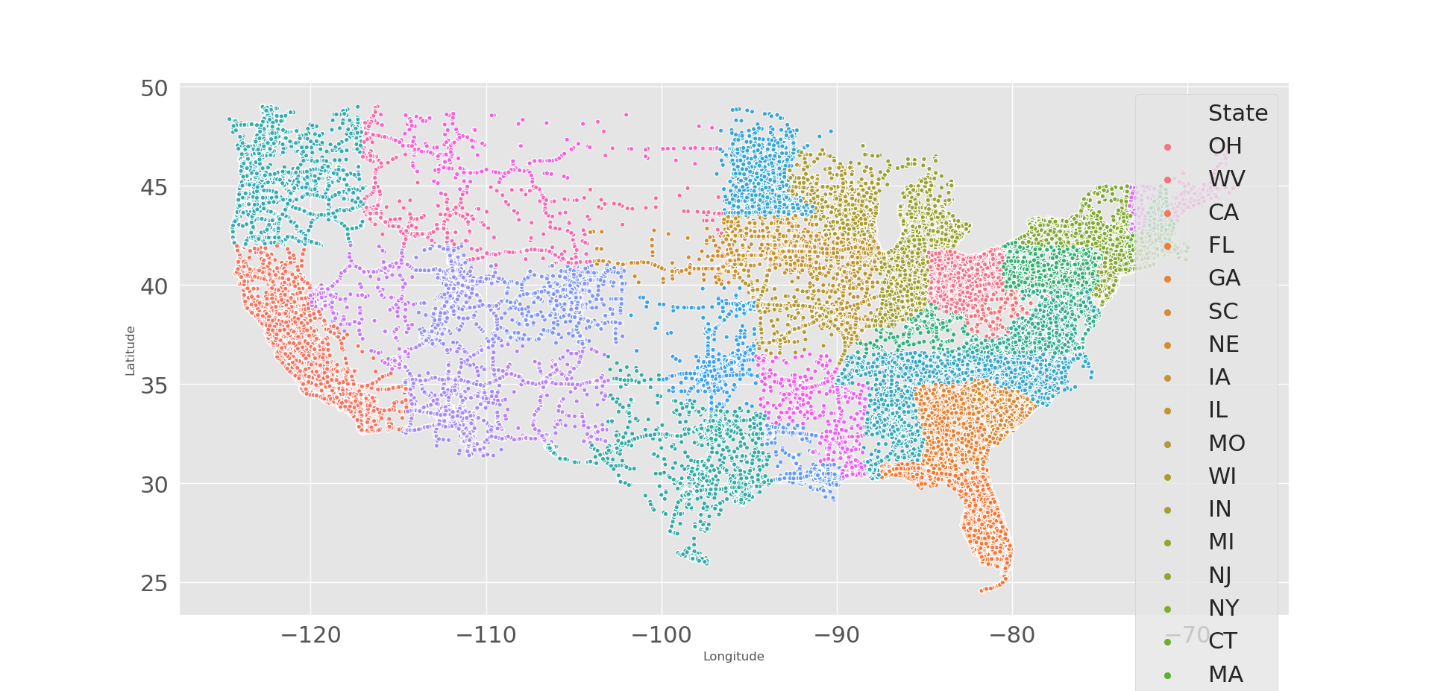 50
45
40
35
30
25
Latitude
−120
−110
−100
−90
−80
−70
Longitude
State
OH
WV
CA
FL
GA
SC
NE
IA
IL
MO
WI
IN
MI
NJ
NY
CT
MA